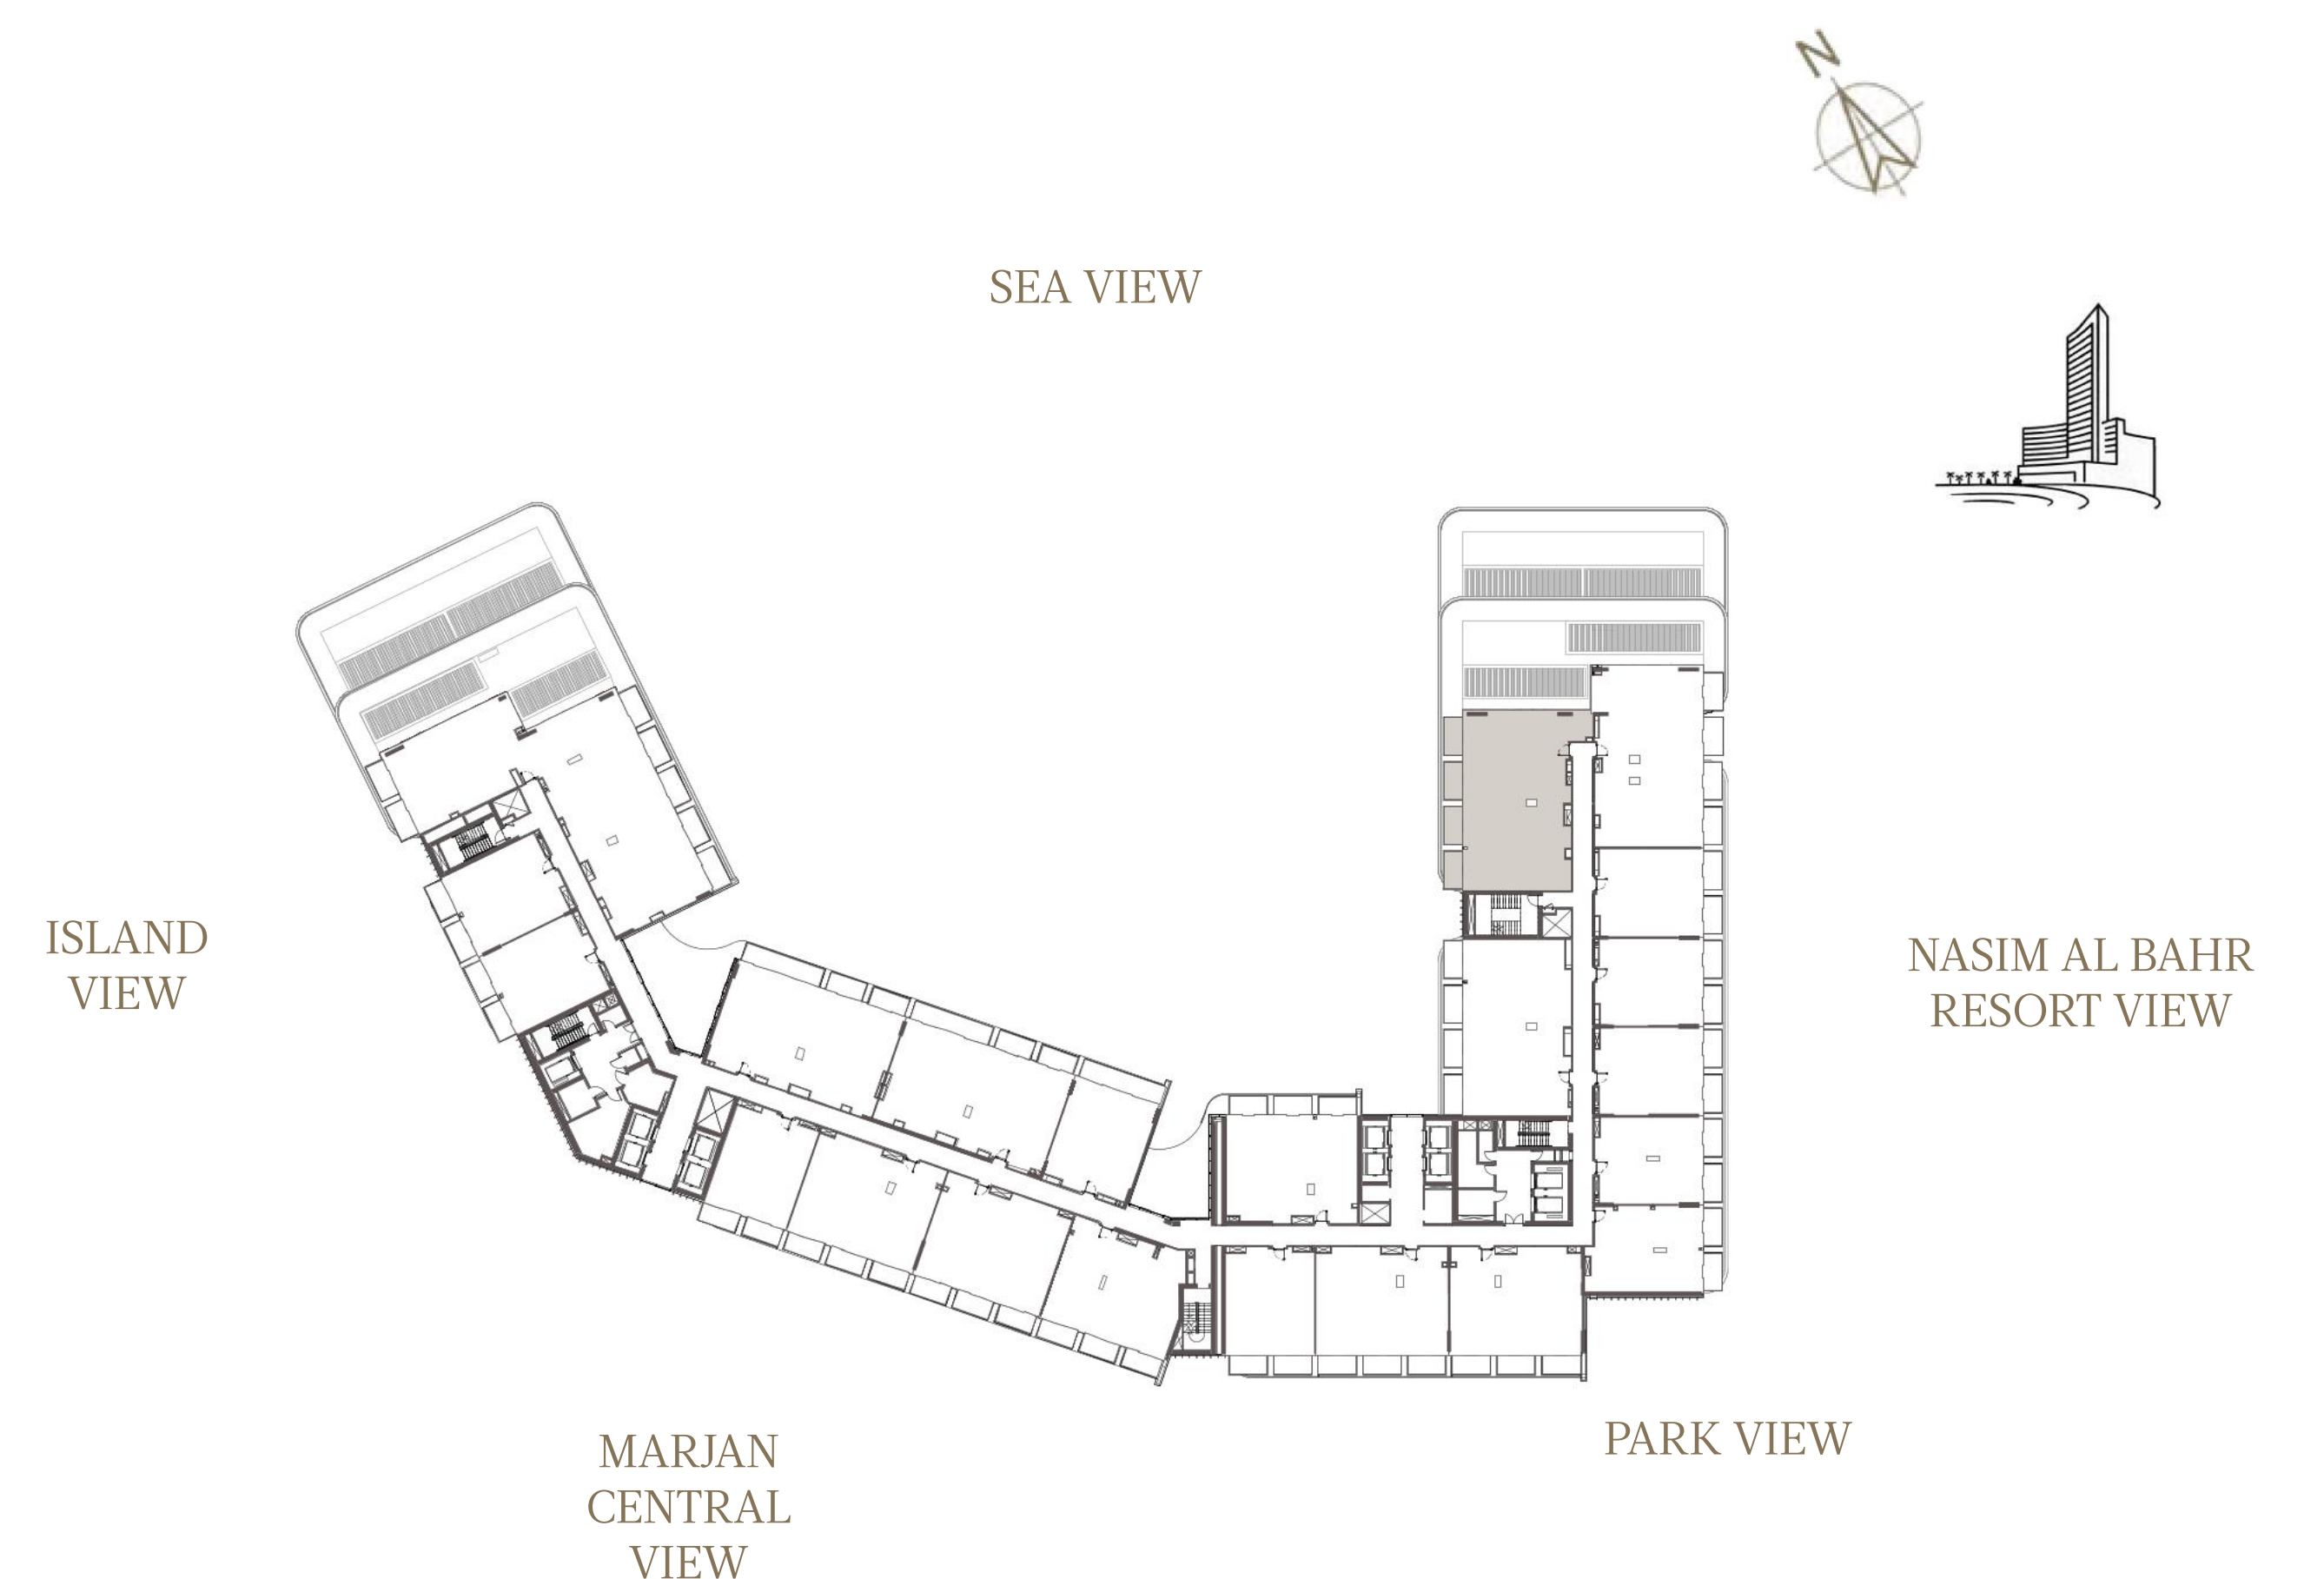 N
SEA VIEW
ISLAND
VIEW
NASIM AL BAHR
RESORT VIEW
MARJAN
CENTRAL
VIEW
PARK VIEW